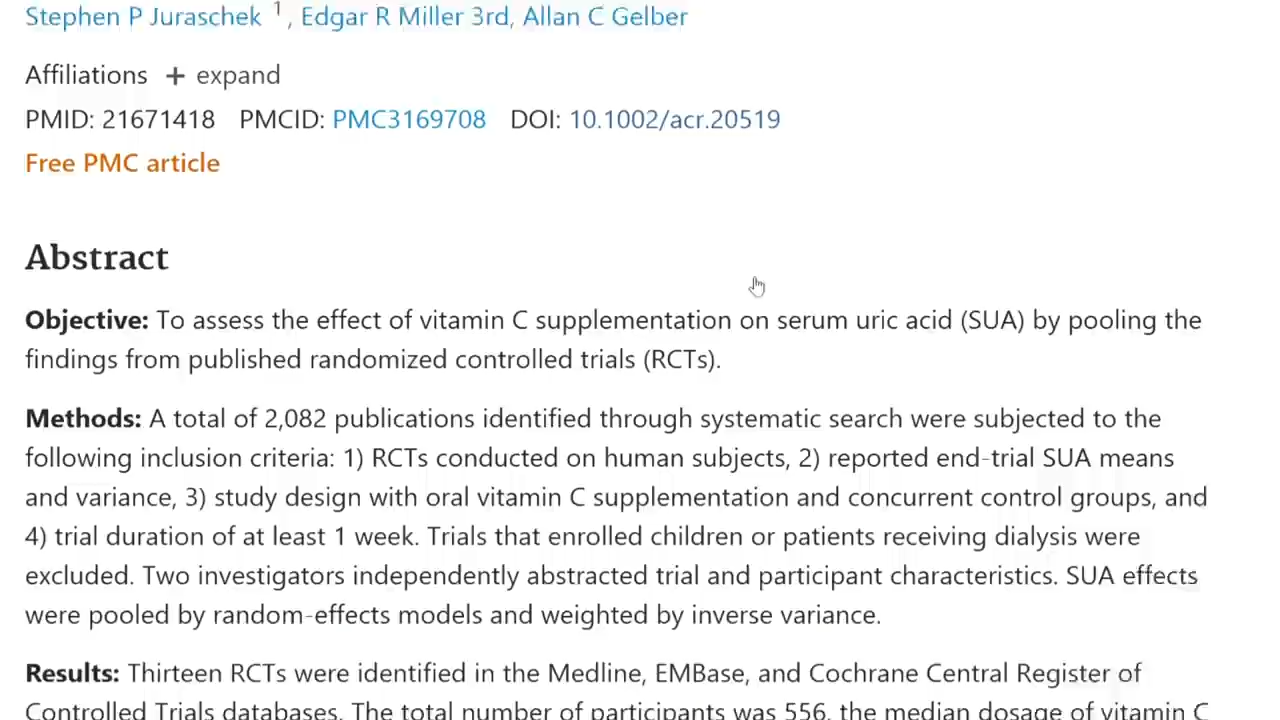 Stephen P Juraschek 1, Edgar R Miller 3rd, Allan C Gelber
Affiliations + expand
PMID: 21671418 PMCID: PMC3169708 DOI: 10.1002/acr.20519
Free PMC article
Abstract
Objective: To assess the effect of vitamin C supplementation on serum uric acid (SUA) by pooling the
findings from published randomized controlled trials (RCTs).
Methods: A total of 2,082 publications identified through systematic search were subjected to the
following inclusion criteria: 1) RCTs conducted on human subjects, 2) reported end-trial SUA means
and variance, 3) study design with oral vitamin C supplementation and concurrent control groups, and
4) trial duration of at least 1 week. Trials that enrolled children or patients receiving dialysis were
excluded. Two investigators independently abstracted trial and participant characteristics. SUA effects
were pooled by random-effects models and weighted by inverse variance.
Results: Thirteen RCTs were identified in the Medline, EMBase, and Cochrane Central Register of
Controlled Trials databases. The total number of participants was 556, the median dosage of vitamin C